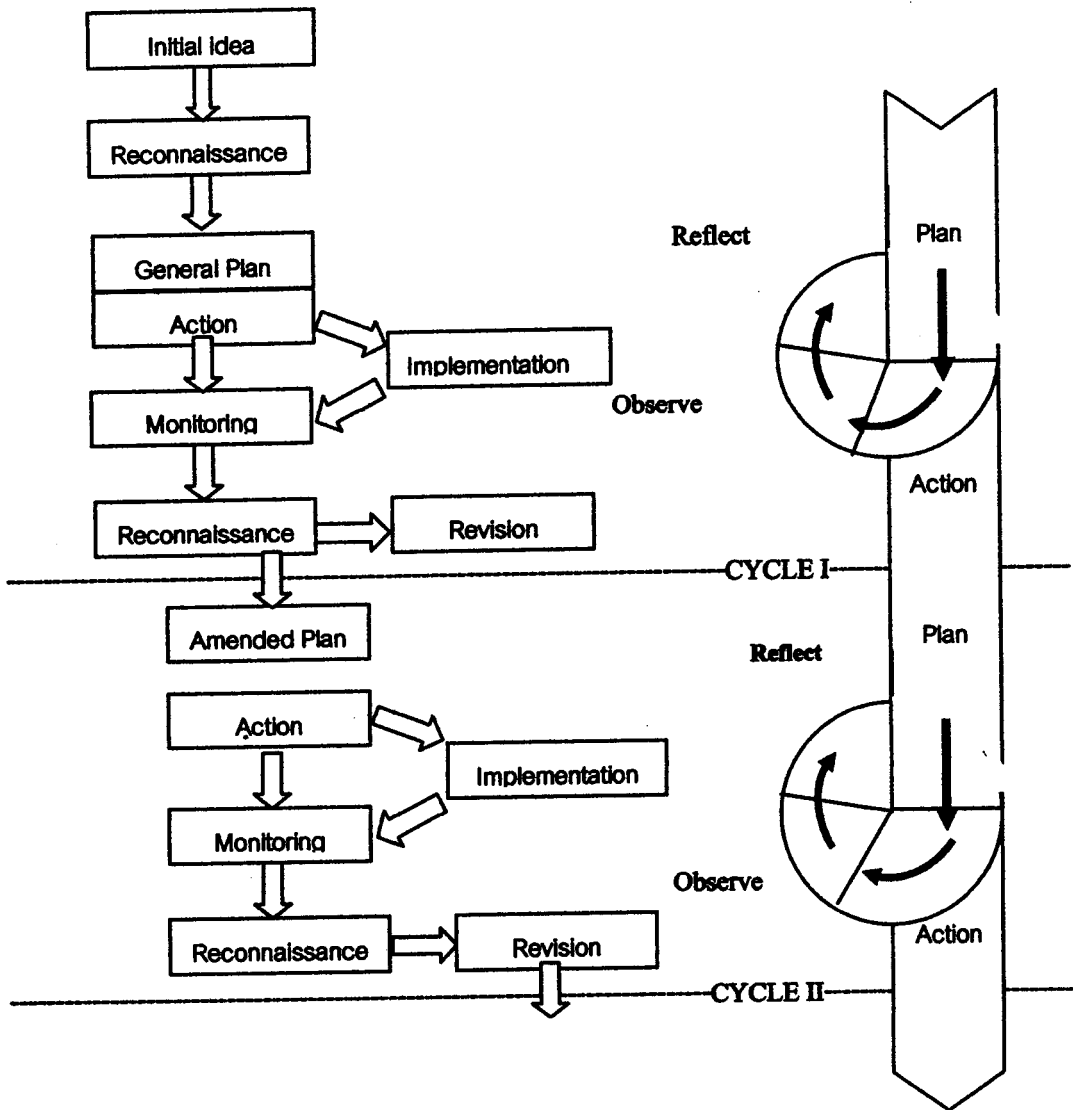 Initial idea
Reconnaissance
General Plan
Action
Implementation
Monitoring
Reconnaissance
Revision
Reflect
Plan
Observe
Action
CYCLE I
Amended Plan
Action
Implementation
Monitoring
Reconnaissance
Revision
Reflect
Plan
Observe
Action
CYCLE II